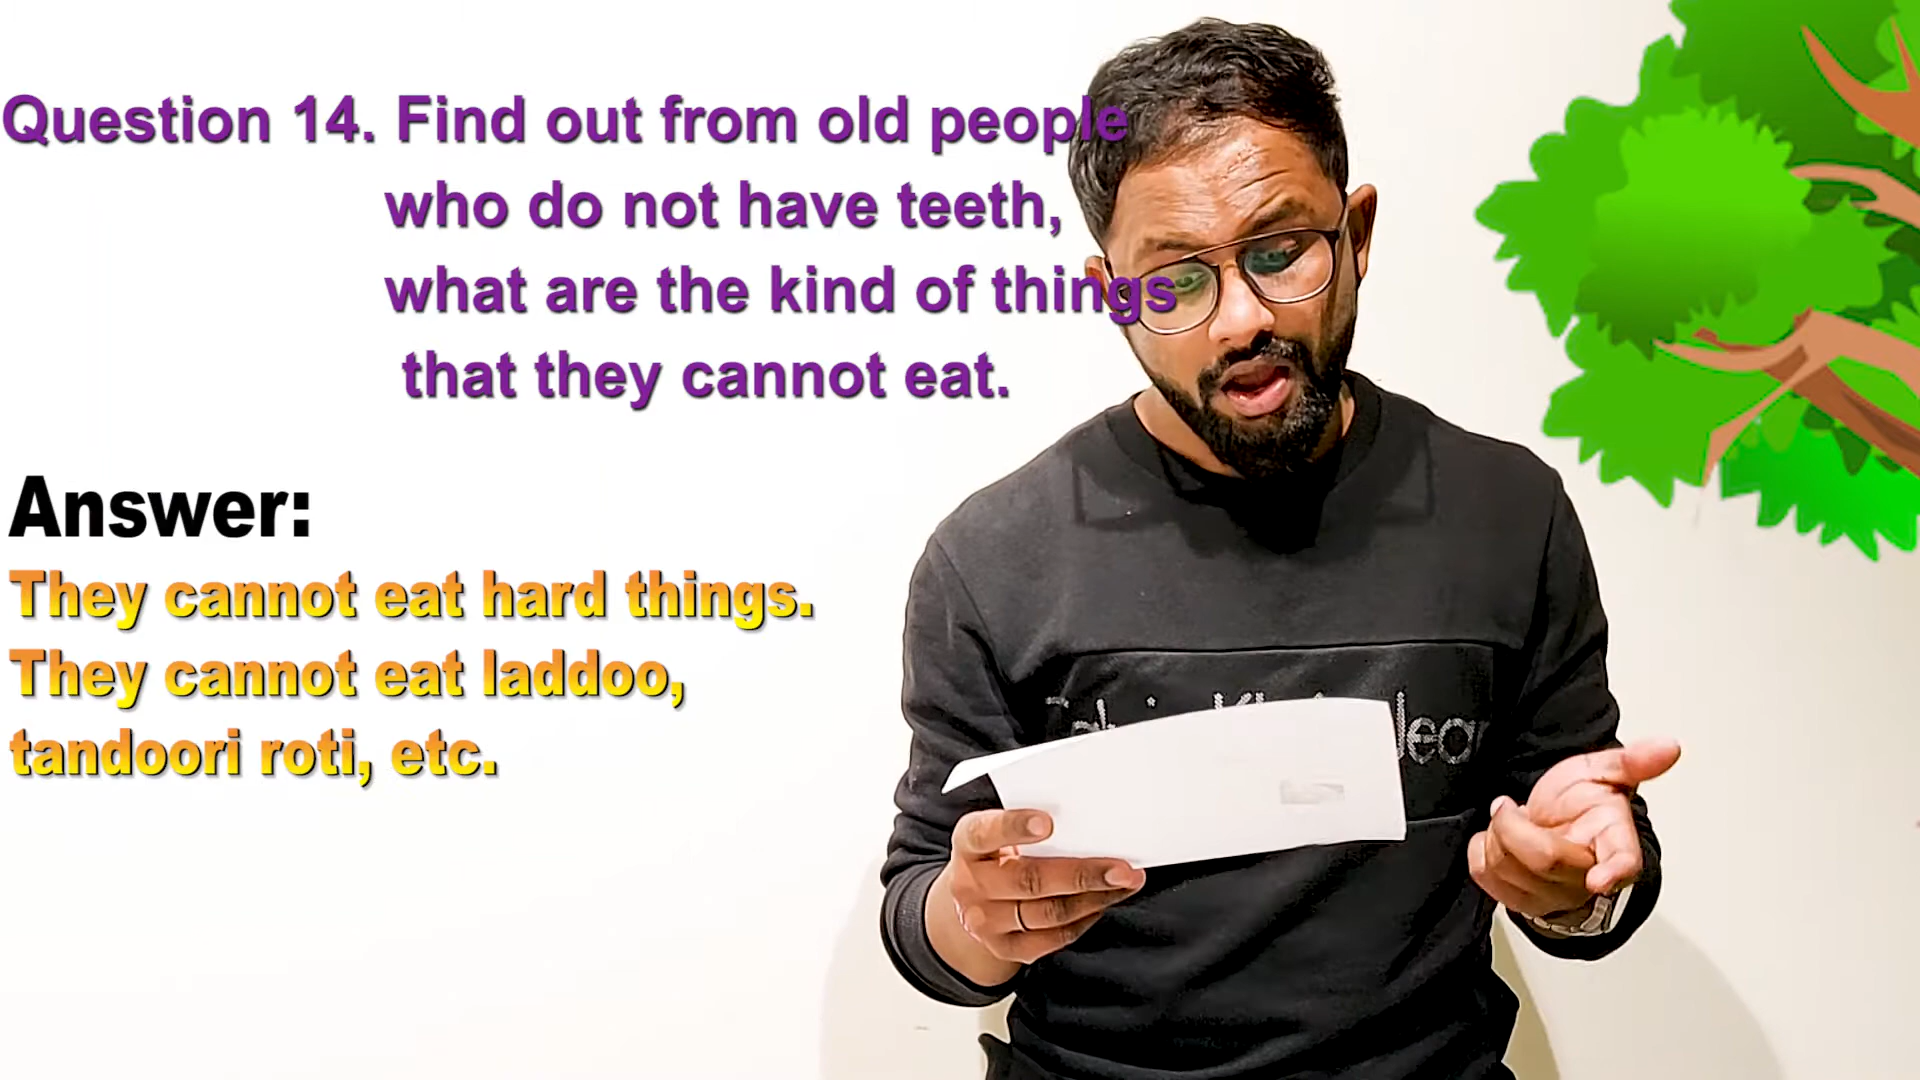 Question 14. Find out from old people
who do not have teeth,
what are the kind of things
that they cannot eat.
Answer:
They cannot eat hard things.
They cannot eat laddoo,
tandoori roti, etc.